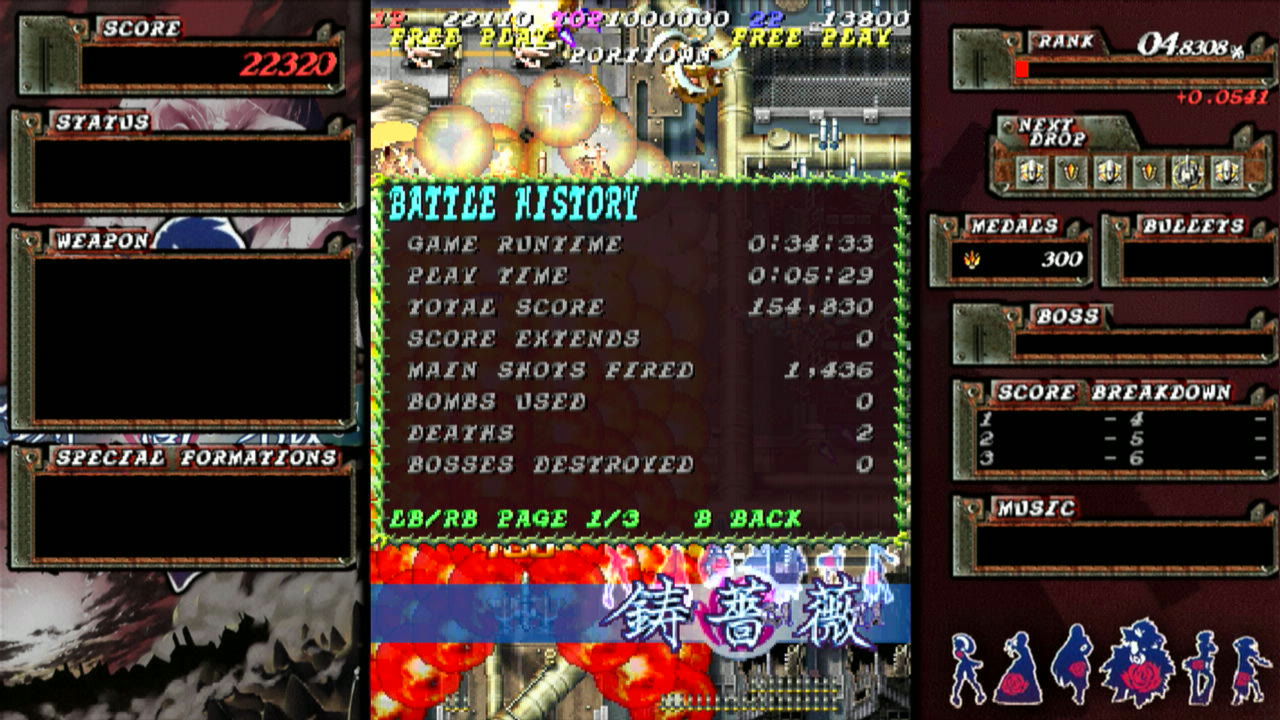 SCORE
22320
STATUS
WEAPON
SPECIAL FORMATIONS
1P 22110 TOP 1000000 2P 13800
FREE PLAY FREE PLAY
PORTTOWN
BATTLE HISTORY
GAME RUNTIME 0:34:33
PLAY TIME 0:05:29
TOTAL SCORE 154,830
SCORE EXTENDS 0
MAIN SHOTS FIRED 1,436
BOMBS USED 0
DEATHS 2
BOSSES DESTROYED 0
LB/RB PAGE 1/3 B BACK
鋳薔薇
RANK 04.8308%
+0.0541
NEXT
DROP
MEDALS BULLETS
300
BOSS
SCORE BREAKDOWN
1 - 4 -
2 - 5 -
3 - 6 -
MUSIC